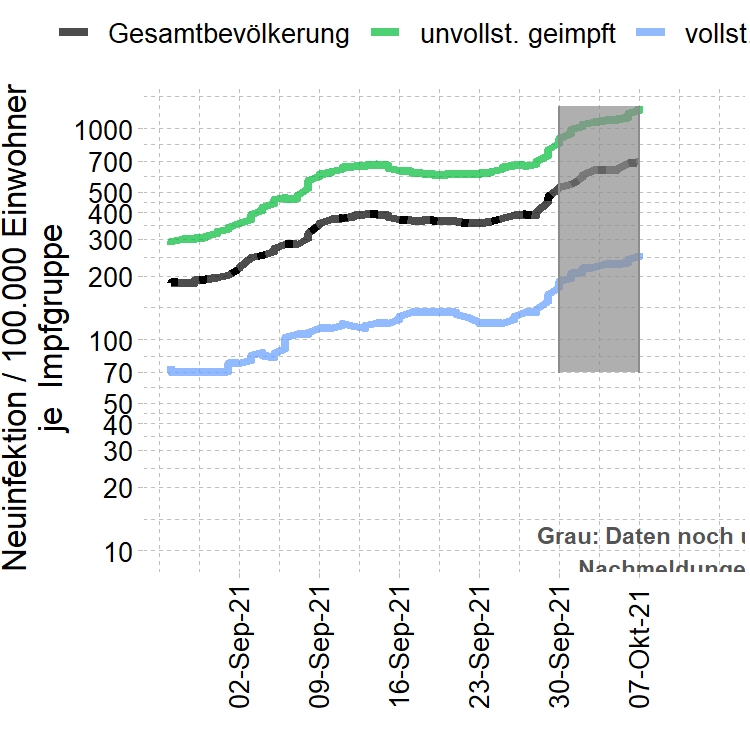 Gesamtbevölkerung unvollst. geimpft vollst.
Neuinfektion / 100.000 Einwohner
je Impfgruppe
1000
700
500
400
300
200
100
70
50
40
30
20
10
Grau: Daten noch
Nachmeldunge
02-Sep-21
09-Sep-21
16-Sep-21
23-Sep-21
30-Sep-21
07-Okt-21